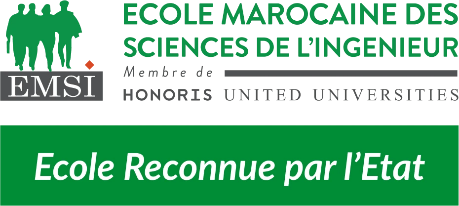 EMSI
ECOLE MAROCAINE DES
SCIENCES DE L'INGENIEUR
Membre de
HONORIS UNITED UNIVERSITIES
Ecole Reconnue par l'Etat